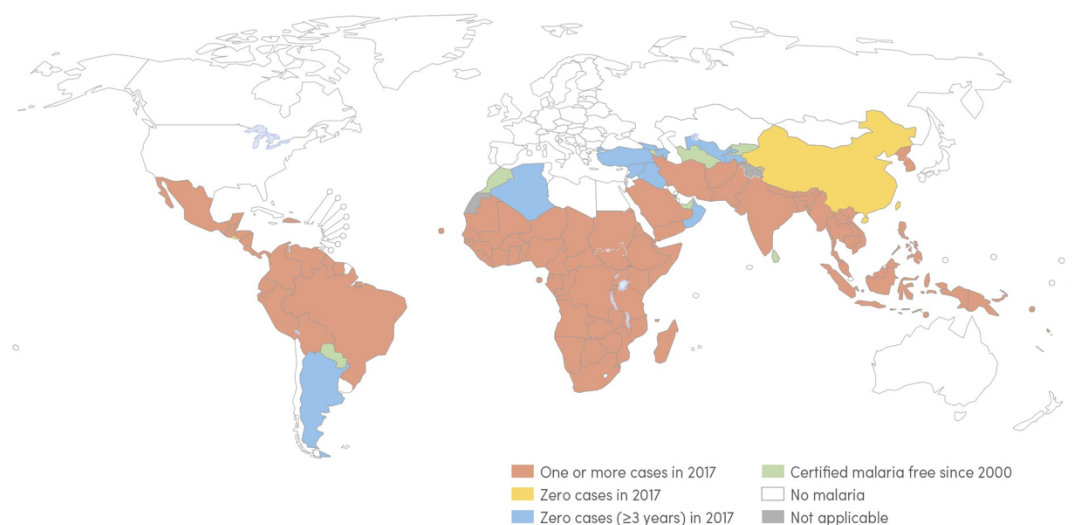 One or more cases in 2017
Zero cases in 2017
Zero cases (≥3 years) in 2017
Certified malaria free since 2000
No malaria
Not applicable